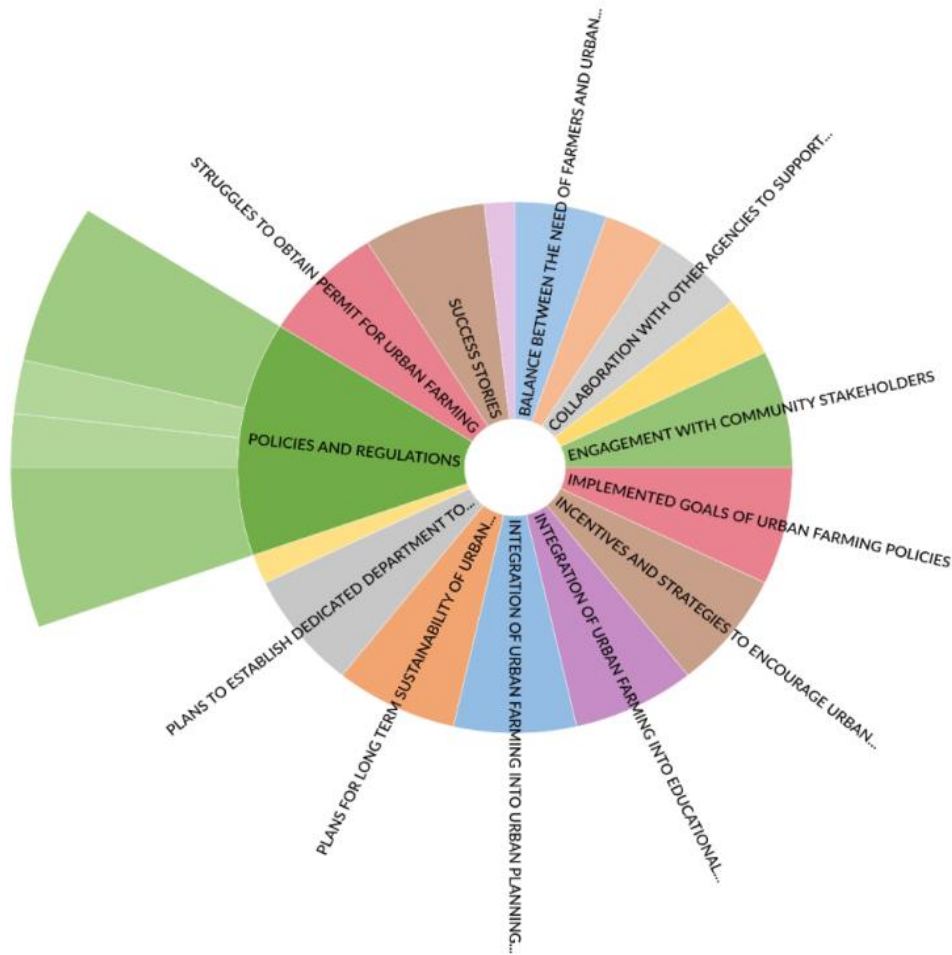 BALANCE BETWEEN THE NEED OF FARMERS AND URBAN...
COLLABORATION WITH OTHER AGENCIES TO SUPPORT...
ENGAGEMENT WITH COMMUNITY STAKEHOLDERS
IMPLEMENTED GOALS OF URBAN FARMING POLICIES
INCENTIVES AND STRATEGIES TO ENCOURAGE URBAN...
INTEGRATION OF URBAN FARMING INTO EDUCATIONAL...
INTEGRATION OF URBAN FARMING INTO URBAN PLANNING...
PLANS FOR LONG TERM SUSTAINABILITY OF URBAN...
PLANS TO ESTABLISH DEDICATED DEPARTMENT TO...
POLICIES AND REGULATIONS
STRUGGLES TO OBTAIN PERMIT FOR URBAN FARMING
SUCCESS STORIES